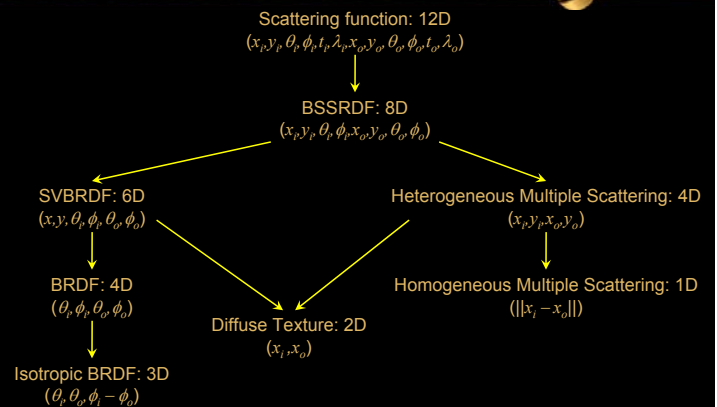 Scattering function: 12D
(xᵢ,yᵢ,θᵢ,ϕᵢ,tᵢ,λᵢ,xₒ,yₒ,θₒ,ϕₒ,tₒ,λₒ)
BSSRDF: 8D
(xᵢ,yᵢ,θᵢ,ϕᵢ,xₒ,yₒ,θₒ,ϕₒ)
SVBRDF: 6D
(x,y,θᵢ,ϕᵢ,θₒ,ϕₒ)
Heterogeneous Multiple Scattering: 4D
(xᵢ,yᵢ,xₒ,yₒ)
BRDF: 4D
(θᵢ,ϕᵢ,θₒ,ϕₒ)
Homogeneous Multiple Scattering: 1D
(||xᵢ − xₒ||)
Diffuse Texture: 2D
(xᵢ,xₒ)
Isotropic BRDF: 3D
(θᵢ,θₒ,ϕᵢ − ϕₒ)